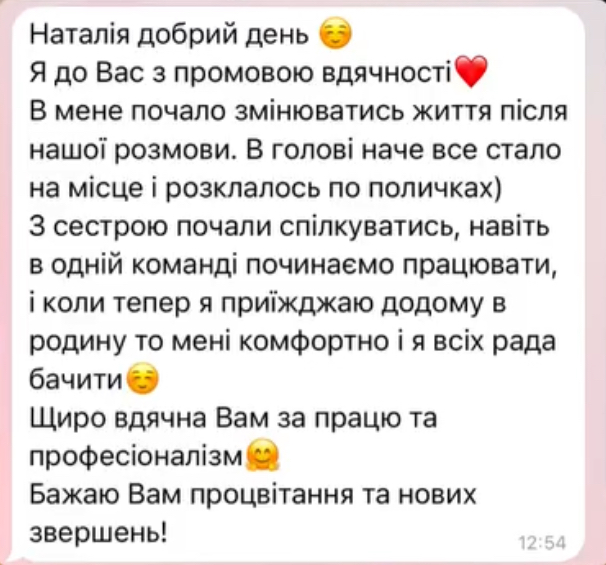 Наталія добрий день ☺️
Я до Вас з промовою вдячності❤️
В мене почало змінюватись життя після
нашої розмови. В голові наче все стало
на місце і розклалось по поличках)
З сестрою почали спілкуватись, навіть
в одній команді починаємо працювати,
і коли тепер я приїжджаю додому в
родину то мені комфортно і я всіх рада
бачити☺️
Щиро вдячна Вам за працю та
професіоналізм🤗
Бажаю Вам процвітання та нових
звершень!
12:54